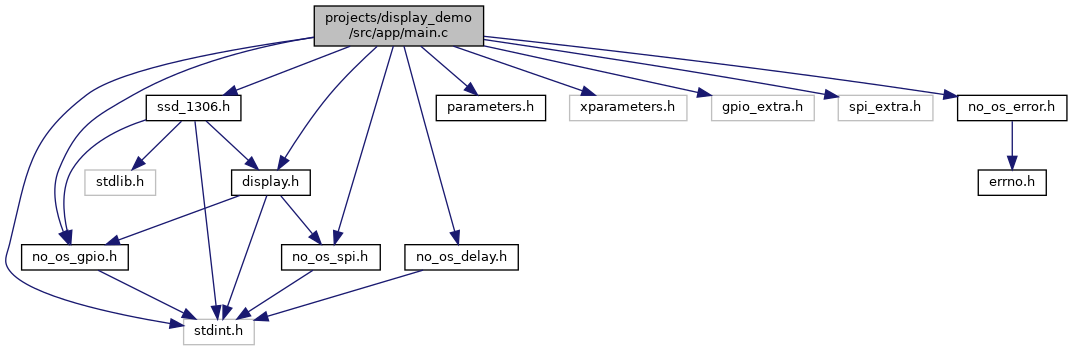 projects/display_demo
/src/app/main.c
ssd_1306.h
parameters.h
xparameters.h
gpio_extra.h
spi_extra.h
no_os_error.h
stdlib.h
display.h
errno.h
no_os_gpio.h
no_os_spi.h
no_os_delay.h
stdint.h